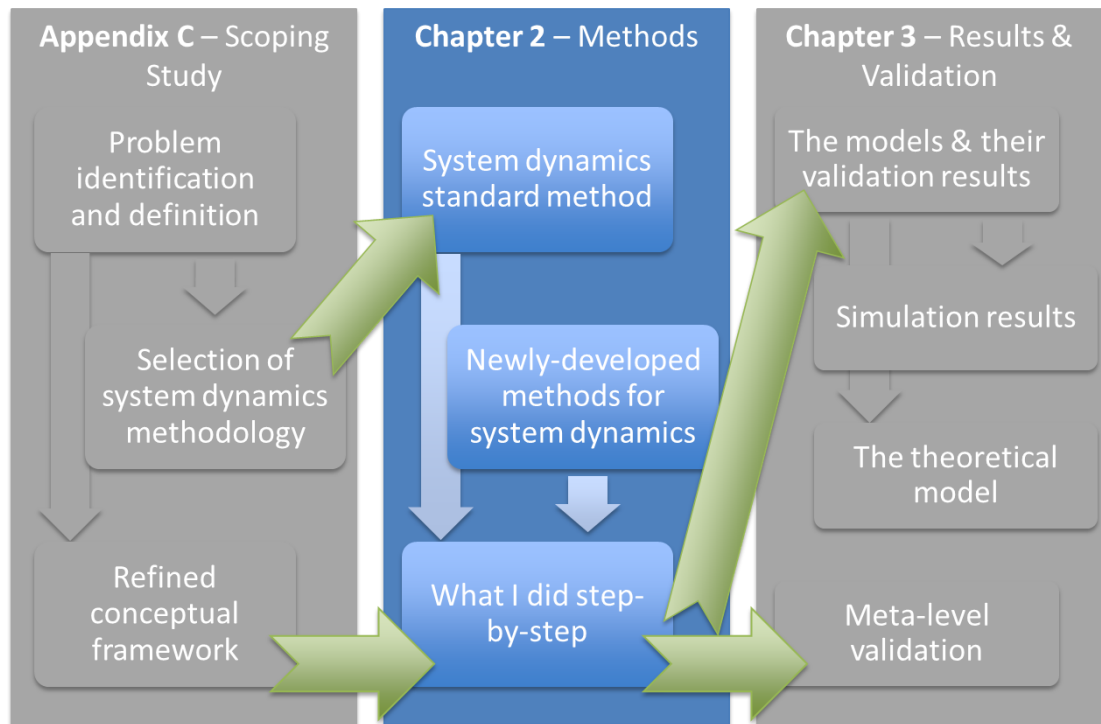 Appendix C – Scoping
Study
Problem
identification
and definition
Selection of
system dynamics
methodology
Refined
conceptual
framework
Chapter 2 – Methods
System dynamics
standard method
Newly-developed
methods for
system dynamics
What I did step-
by-step
Chapter 3 – Results &
Validation
The models & their
validation results
Simulation results
The theoretical
model
Meta-level
validation